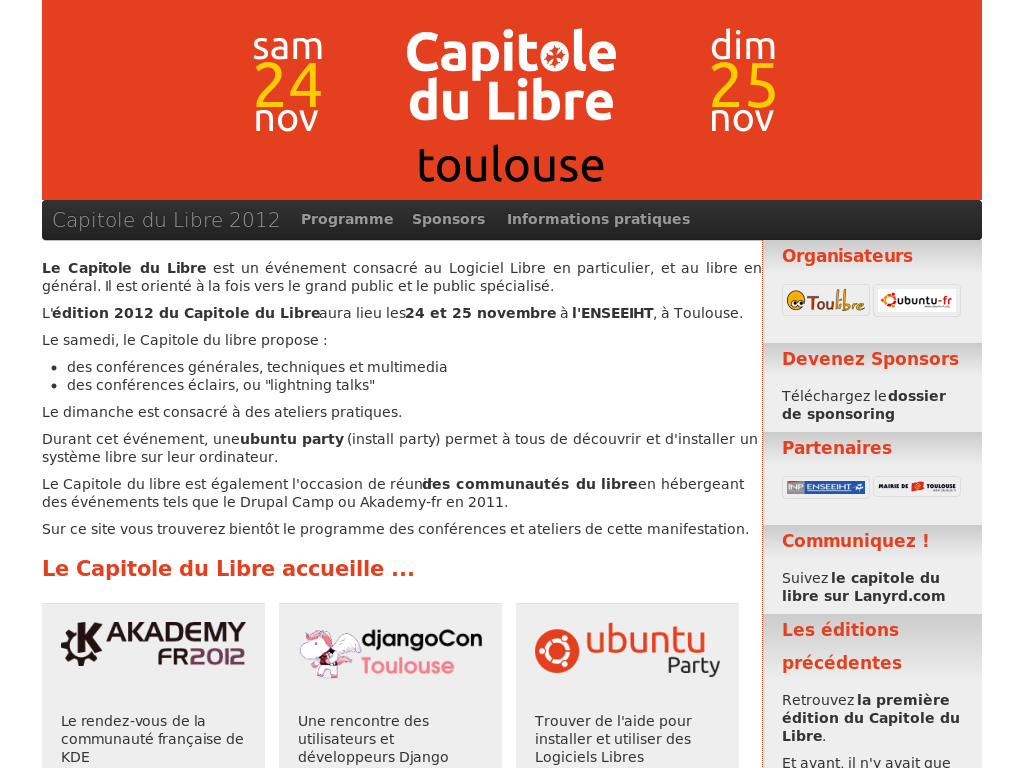 sam
24
nov
Capitole
du Libre
toulouse
dim
25
nov
Capitole du Libre 2012 Programme Sponsors Informations pratiques
Le Capitole du Libre est un événement consacré au Logiciel Libre en particulier, et au libre en
général. Il est orienté à la fois vers le grand public et le public spécialisé.
L'édition 2012 du Capitole du Libre aura lieu les 24 et 25 novembre à l'ENSEEIHT, à Toulouse.
Le samedi, le Capitole du libre propose :
des conférences générales, techniques et multimedia
des conférences éclairs, ou "lightning talks"
Le dimanche est consacré à des ateliers pratiques.
Durant cet événement, une ubuntu party (install party) permet à tous de découvrir et d'installer un
système libre sur leur ordinateur.
Le Capitole du libre est également l'occasion de réunir des communautés du libre en hébergeant
des événements tels que le Drupal Camp ou Akademy-fr en 2011.
Sur ce site vous trouverez bientôt le programme des conférences et ateliers de cette manifestation.
Le Capitole du Libre accueille ...
AKADEMY
FR2012
Le rendez-vous de la
communauté française de
KDE
djangoCon
Toulouse
Une rencontre des
utilisateurs et
développeurs Django
ubuntu
Party
Trouver de l'aide pour
installer et utiliser des
Logiciels Libres
Organisateurs
Toulibre ubuntu-fr
Devenez Sponsors
Téléchargez le dossier
de sponsoring
Partenaires
INP ENSEEIHT MAIRIE DE TOULOUSE
Communiquez !
Suivez le capitole du
libre sur Lanyrd.com
Les éditions
précédentes
Retrouvez la première
édition du Capitole du
Libre.
Et avant, il n'y avait que